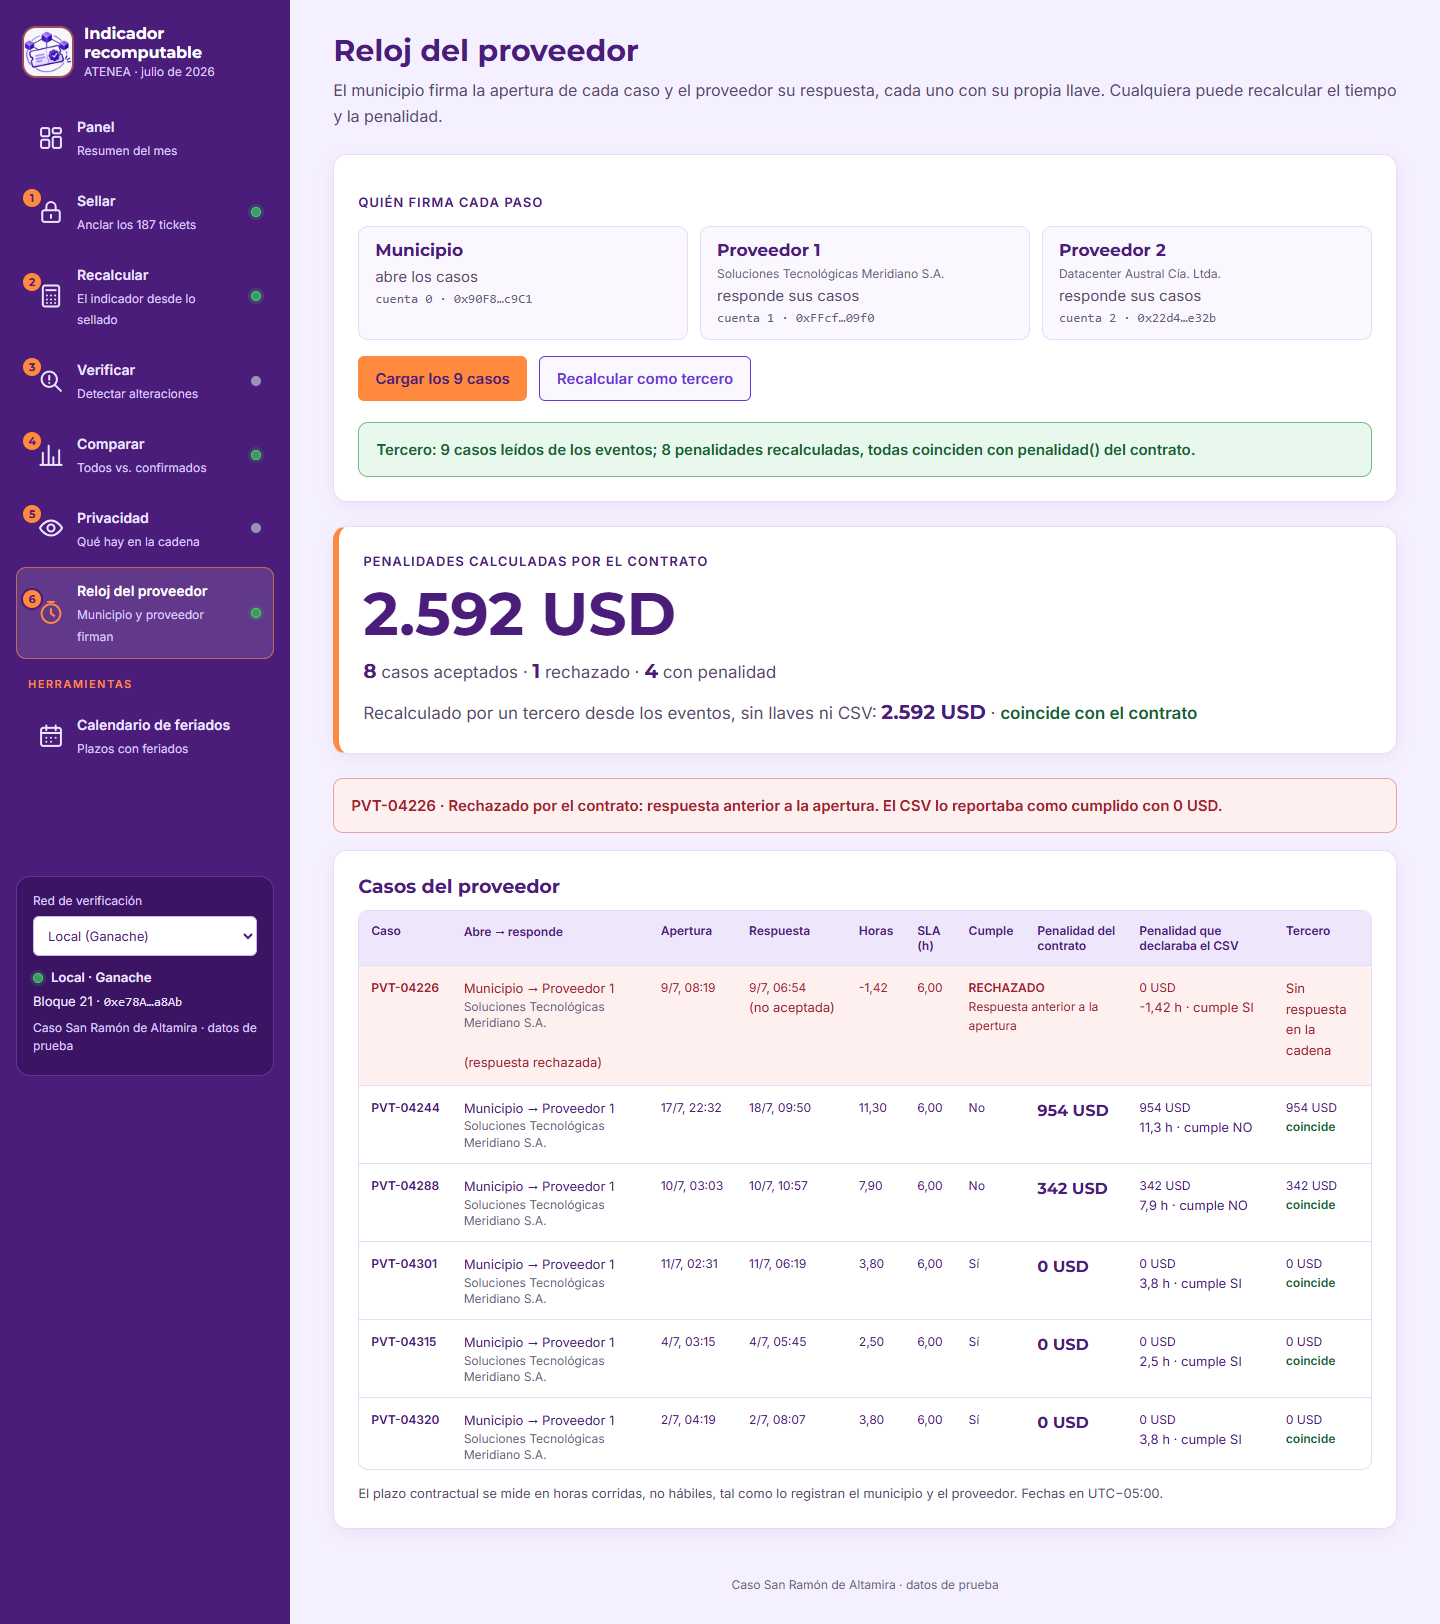 Indicador
recomputable
ATENEA · julio de 2026
Panel
Resumen del mes
1
Sellar
Anclar los 187 tickets
2
Recalcular
El indicador desde lo
sellado
3
Verificar
Detectar alteraciones
4
Comparar
Todos vs. confirmados
5
Privacidad
Qué hay en la cadena
6
Reloj del proveedor
Municipio y proveedor
firman
HERRAMIENTAS
Calendario de feriados
Plazos con feriados
Red de verificación
Local (Ganache)
Local · Ganache
Bloque 21 · 0xe78A…a8Ab
Caso San Ramón de Altamira · datos de
prueba
Reloj del proveedor
El municipio firma la apertura de cada caso y el proveedor su respuesta, cada uno con su propia llave. Cualquiera puede recalcular el tiempo
y la penalidad.
QUIÉN FIRMA CADA PASO
Municipio
abre los casos
cuenta 0 · 0x90F8…c9C1
Proveedor 1
Soluciones Tecnológicas Meridiano S.A.
responde sus casos
cuenta 1 · 0xFFcf…09f0
Proveedor 2
Datacenter Austral Cía. Ltda.
responde sus casos
cuenta 2 · 0x22d4…e32b
Cargar los 9 casos
Recalcular como tercero
Tercero: 9 casos leídos de los eventos; 8 penalidades recalculadas, todas coinciden con penalidad() del contrato.
PENALIDADES CALCULADAS POR EL CONTRATO
2.592 USD
8 casos aceptados · 1 rechazado · 4 con penalidad
Recalculado por un tercero desde los eventos, sin llaves ni CSV: 2.592 USD · coincide con el contrato
PVT-04226 · Rechazado por el contrato: respuesta anterior a la apertura. El CSV lo reportaba como cumplido con 0 USD.
Casos del proveedor
Caso Abre → responde Apertura Respuesta Horas SLA (h) Cumple Penalidad del contrato Penalidad que declaraba el CSV Tercero
PVT-04226 Municipio → Proveedor 1 9/7, 08:19 9/7, 06:54 -1,42 6,00 RECHAZADO 0 USD Sin
Soluciones Tecnológicas (no aceptada) Respuesta anterior a la -1,42 h · cumple SI respuesta
Meridiano S.A. apertura en la
(respuesta rechazada) cadena
PVT-04244 Municipio → Proveedor 1 17/7, 22:32 18/7, 09:50 11,30 6,00 No 954 USD 954 USD 954 USD
Soluciones Tecnológicas 11,3 h · cumple NO coincide
Meridiano S.A.
PVT-04288 Municipio → Proveedor 1 10/7, 03:03 10/7, 10:57 7,90 6,00 No 342 USD 342 USD 342 USD
Soluciones Tecnológicas 7,9 h · cumple NO coincide
Meridiano S.A.
PVT-04301 Municipio → Proveedor 1 11/7, 02:31 11/7, 06:19 3,80 6,00 Sí 0 USD 0 USD 0 USD
Soluciones Tecnológicas 3,8 h · cumple SI coincide
Meridiano S.A.
PVT-04315 Municipio → Proveedor 1 4/7, 03:15 4/7, 05:45 2,50 6,00 Sí 0 USD 0 USD 0 USD
Soluciones Tecnológicas 2,5 h · cumple SI coincide
Meridiano S.A.
PVT-04320 Municipio → Proveedor 1 2/7, 04:19 2/7, 08:07 3,80 6,00 Sí 0 USD 0 USD 0 USD
Soluciones Tecnológicas 3,8 h · cumple SI coincide
Meridiano S.A.
El plazo contractual se mide en horas corridas, no hábiles, tal como lo registran el municipio y el proveedor. Fechas en UTC−05:00.
Caso San Ramón de Altamira · datos de prueba